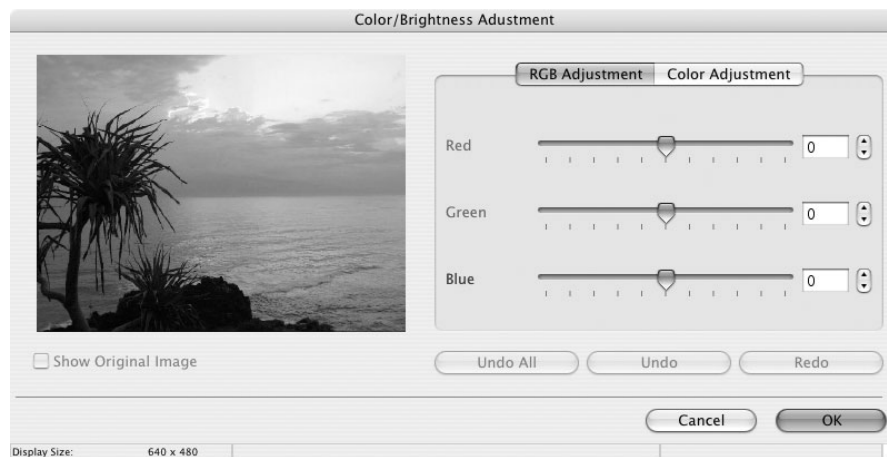 Color/Brightness Adustment
RGB Adjustment Color Adjustment
Red 0
Green 0
Blue 0
Show Original Image
Undo All Undo Redo
Cancel OK
Display Size: 640 x 480